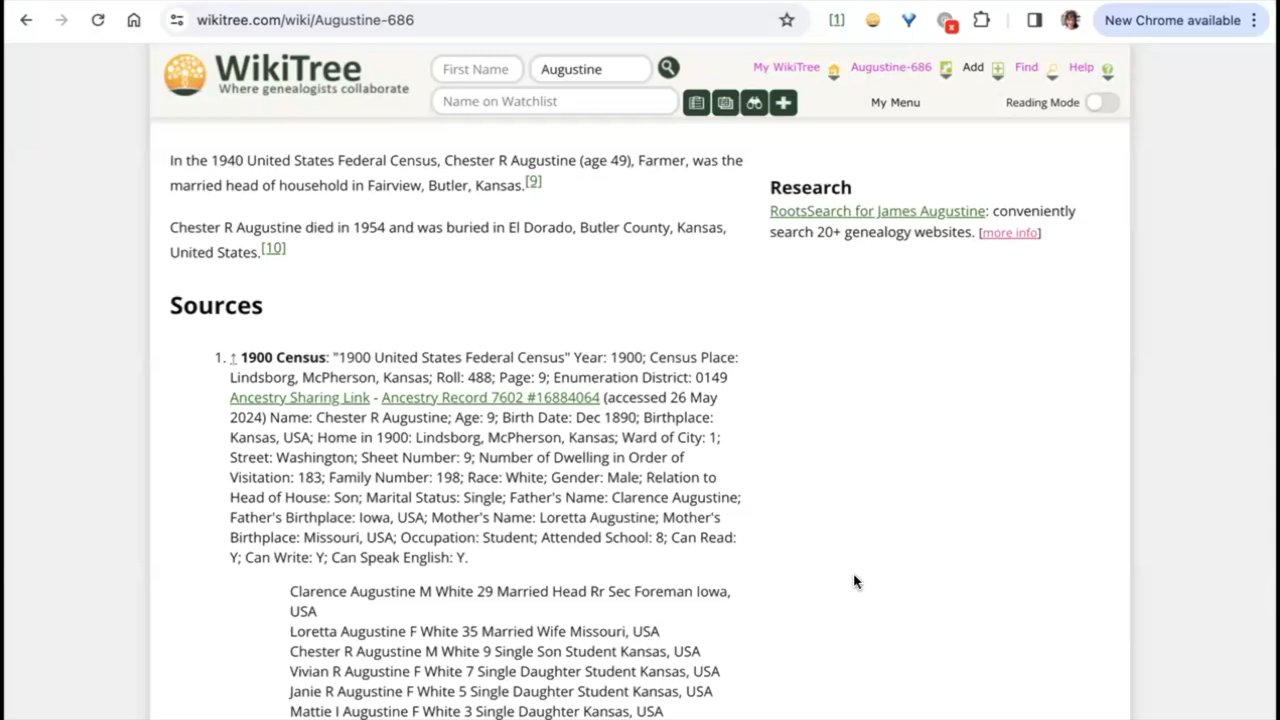 wikitree.com/wiki/Augustine-686
[1]
New Chrome available
WikiTree
Where genealogists collaborate
First Name
Augustine
My WikiTree
Augustine-686
Add
Find
Help
Name on Watchlist
My Menu
Reading Mode
In the 1940 United States Federal Census, Chester R Augustine (age 49), Farmer, was the
married head of household in Fairview, Butler, Kansas.[9]
Chester R Augustine died in 1954 and was buried in El Dorado, Butler County, Kansas,
United States.[10]
Research
RootsSearch for James Augustine: conveniently
search 20+ genealogy websites. [more info]
Sources
1. ↑ 1900 Census: "1900 United States Federal Census" Year: 1900; Census Place:
Lindsborg, McPherson, Kansas; Roll: 488; Page: 9; Enumeration District: 0149
Ancestry Sharing Link - Ancestry Record 7602 #16884064 (accessed 26 May
2024) Name: Chester R Augustine; Age: 9; Birth Date: Dec 1890; Birthplace:
Kansas, USA; Home in 1900: Lindsborg, McPherson, Kansas; Ward of City: 1;
Street: Washington; Sheet Number: 9; Number of Dwelling in Order of
Visitation: 183; Family Number: 198; Race: White; Gender: Male; Relation to
Head of House: Son; Marital Status: Single; Father's Name: Clarence Augustine;
Father's Birthplace: Iowa, USA; Mother's Name: Loretta Augustine; Mother's
Birthplace: Missouri, USA; Occupation: Student; Attended School: 8; Can Read:
Y; Can Write: Y; Can Speak English: Y.
Clarence Augustine M White 29 Married Head Rr Sec Foreman Iowa,
USA
Loretta Augustine F White 35 Married Wife Missouri, USA
Chester R Augustine M White 9 Single Son Student Kansas, USA
Vivian R Augustine F White 7 Single Daughter Student Kansas, USA
Janie R Augustine F White 5 Single Daughter Student Kansas, USA
Mattie I Augustine F White 3 Single Daughter Kansas, USA